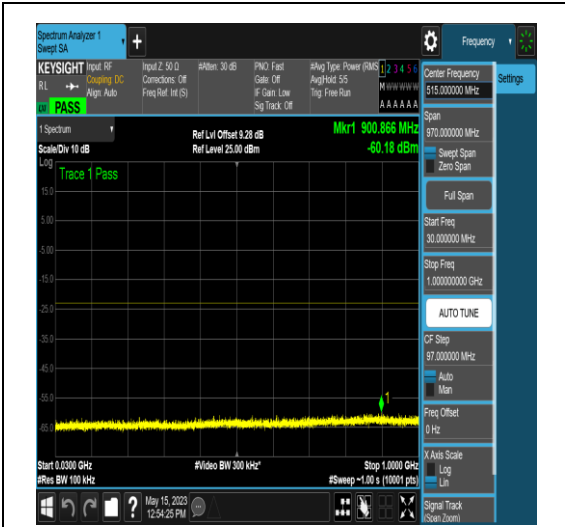 Spectrum Analyzer 1
Swept SA
+
Frequency
KEYSIGHT
RL
PASS
Input: RF
Coupling: DC
Align: Auto
Input Z: 50 Ω
Corrections: Off
Freq Ref: Int (S)
#Atten: 30 dB
PNO: Fast
Gate: Off
IF Gain: Low
Sig Track: Off
#Avg Type: Power (RMS
Avg|Hold: 5/5
Trig: Free Run
1 2 3 4 5 6
M w w w w w
A A A A A A
1 Spectrum
Scale/Div 10 dB
Ref Lvl Offset 9.28 dB
Ref Level 25.00 dBm
Mkr1 900.866 MHz
-60.18 dBm
Log
Trace 1 Pass
15.0
5.00
-5.00
-15.0
-25.0
-35.0
-45.0
-55.0
-65.0
1
Start 0.0300 GHz
#Res BW 100 kHz
#Video BW 300 kHz*
Stop 1.0000 GHz
#Sweep ~1.00 s (10001 pts)
May 15, 2023
12:54:25 PM
?
Center Frequency
515.000000 MHz
Settings
Span
970.000000 MHz
Swept Span
Zero Span
Full Span
Start Freq
30.000000 MHz
Stop Freq
1.000000000 GHz
AUTO TUNE
CF Step
97.000000 MHz
Auto
Man
Freq Offset
0 Hz
X Axis Scale
Log
Lin
Signal Track
(Span Zoom)